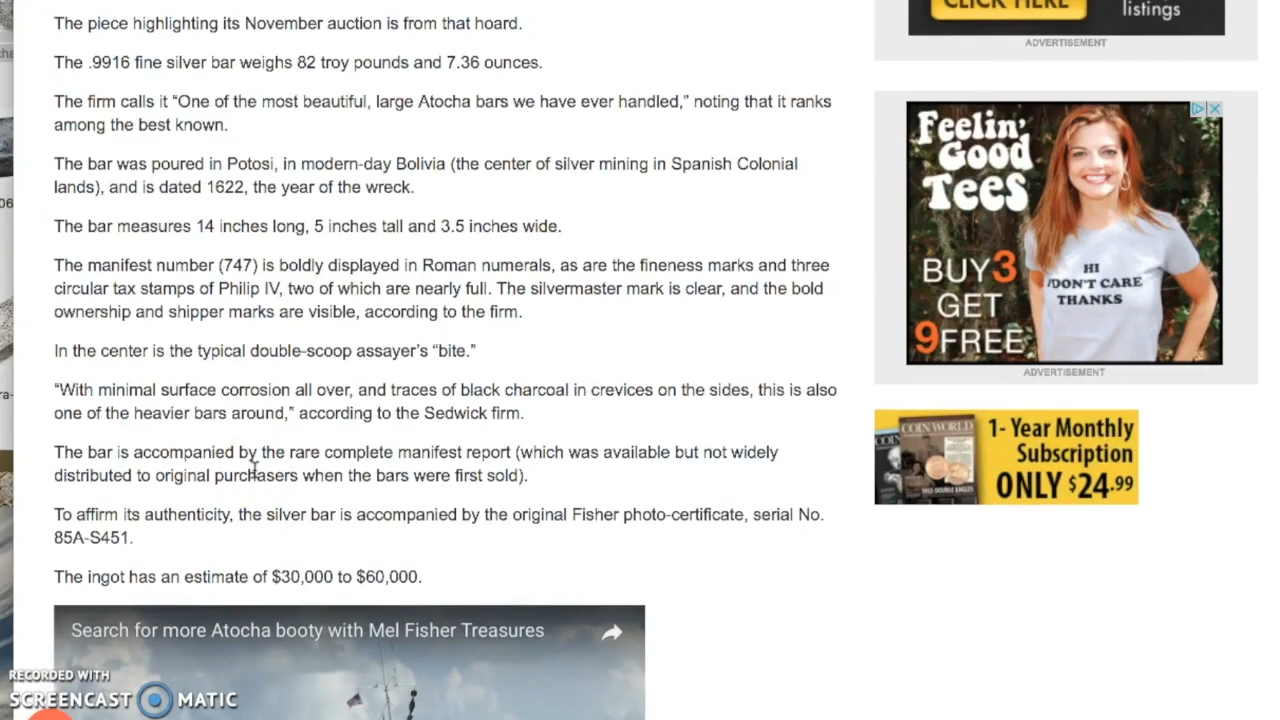 CLICK HERE
listings
ADVERTISEMENT
The piece highlighting its November auction is from that hoard.
The .9916 fine silver bar weighs 82 troy pounds and 7.36 ounces.
The firm calls it “One of the most beautiful, large Atocha bars we have ever handled,” noting that it ranks
among the best known.
The bar was poured in Potosi, in modern-day Bolivia (the center of silver mining in Spanish Colonial
lands), and is dated 1622, the year of the wreck.
The bar measures 14 inches long, 5 inches tall and 3.5 inches wide.
The manifest number (747) is boldly displayed in Roman numerals, as are the fineness marks and three
circular tax stamps of Philip IV, two of which are nearly full. The silvermaster mark is clear, and the bold
ownership and shipper marks are visible, according to the firm.
In the center is the typical double-scoop assayer’s “bite.”
“With minimal surface corrosion all over, and traces of black charcoal in crevices on the sides, this is also
one of the heavier bars around,” according to the Sedwick firm.
The bar is accompanied by the rare complete manifest report (which was available but not widely
distributed to original purchasers when the bars were first sold).
To affirm its authenticity, the silver bar is accompanied by the original Fisher photo-certificate, serial No.
85A-S451.
The ingot has an estimate of $30,000 to $60,000.
Search for more Atocha booty with Mel Fisher Treasures
Feelin’
Good
Tees
BUY 3
GET
9 FREE
HI
I DON'T CARE
THANKS
ADVERTISEMENT
COIN WORLD
1- Year Monthly
Subscription
ONLY $24.99
RECORDED WITH
SCREENCAST MATIC